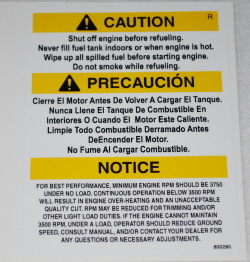 CAUTION
R
Shut off engine before refueling.
Never fill fuel tank indoors or when engine is hot.
Wipe up all spilled fuel before starting engine.
Do not smoke while refueling.
PRECAUCIÓN
Cierre El Motor Antes De Volver A Cargar El Tanque.
Nunca Llene El Tanque De Combustible En
Interiores O Cuando El Motor Este Caliente.
Limpie Todo Combustible Derramado Antes
DeEncender El Motor.
No Fume Al Cargar Combustible.
NOTICE
FOR BEST PERFORMANCE, MINIMUM ENGINE RPM SHOULD BE 3750
UNDER NO LOAD. CONTINUOUS OPERATION BELOW 3500 RPM
WILL RESULT IN ENGINE OVER-HEATING AND AN UNACCEPTABLE
QUALITY CUT. RPM MAY BE REDUCED FOR TRIMMING AND/OR
OTHER LIGHT LOAD DUTIES. IF THE ENGINE CANNOT MAINTAIN
3500 RPM, UNDER A LOAD, OPERATOR SHOULD REDUCE GROUND
SPEED, CONSULT MANUAL, AND/OR CONTACT YOUR DEALER FOR
ANY QUESTIONS OR NECESSARY ADJUSTMENTS.
800290